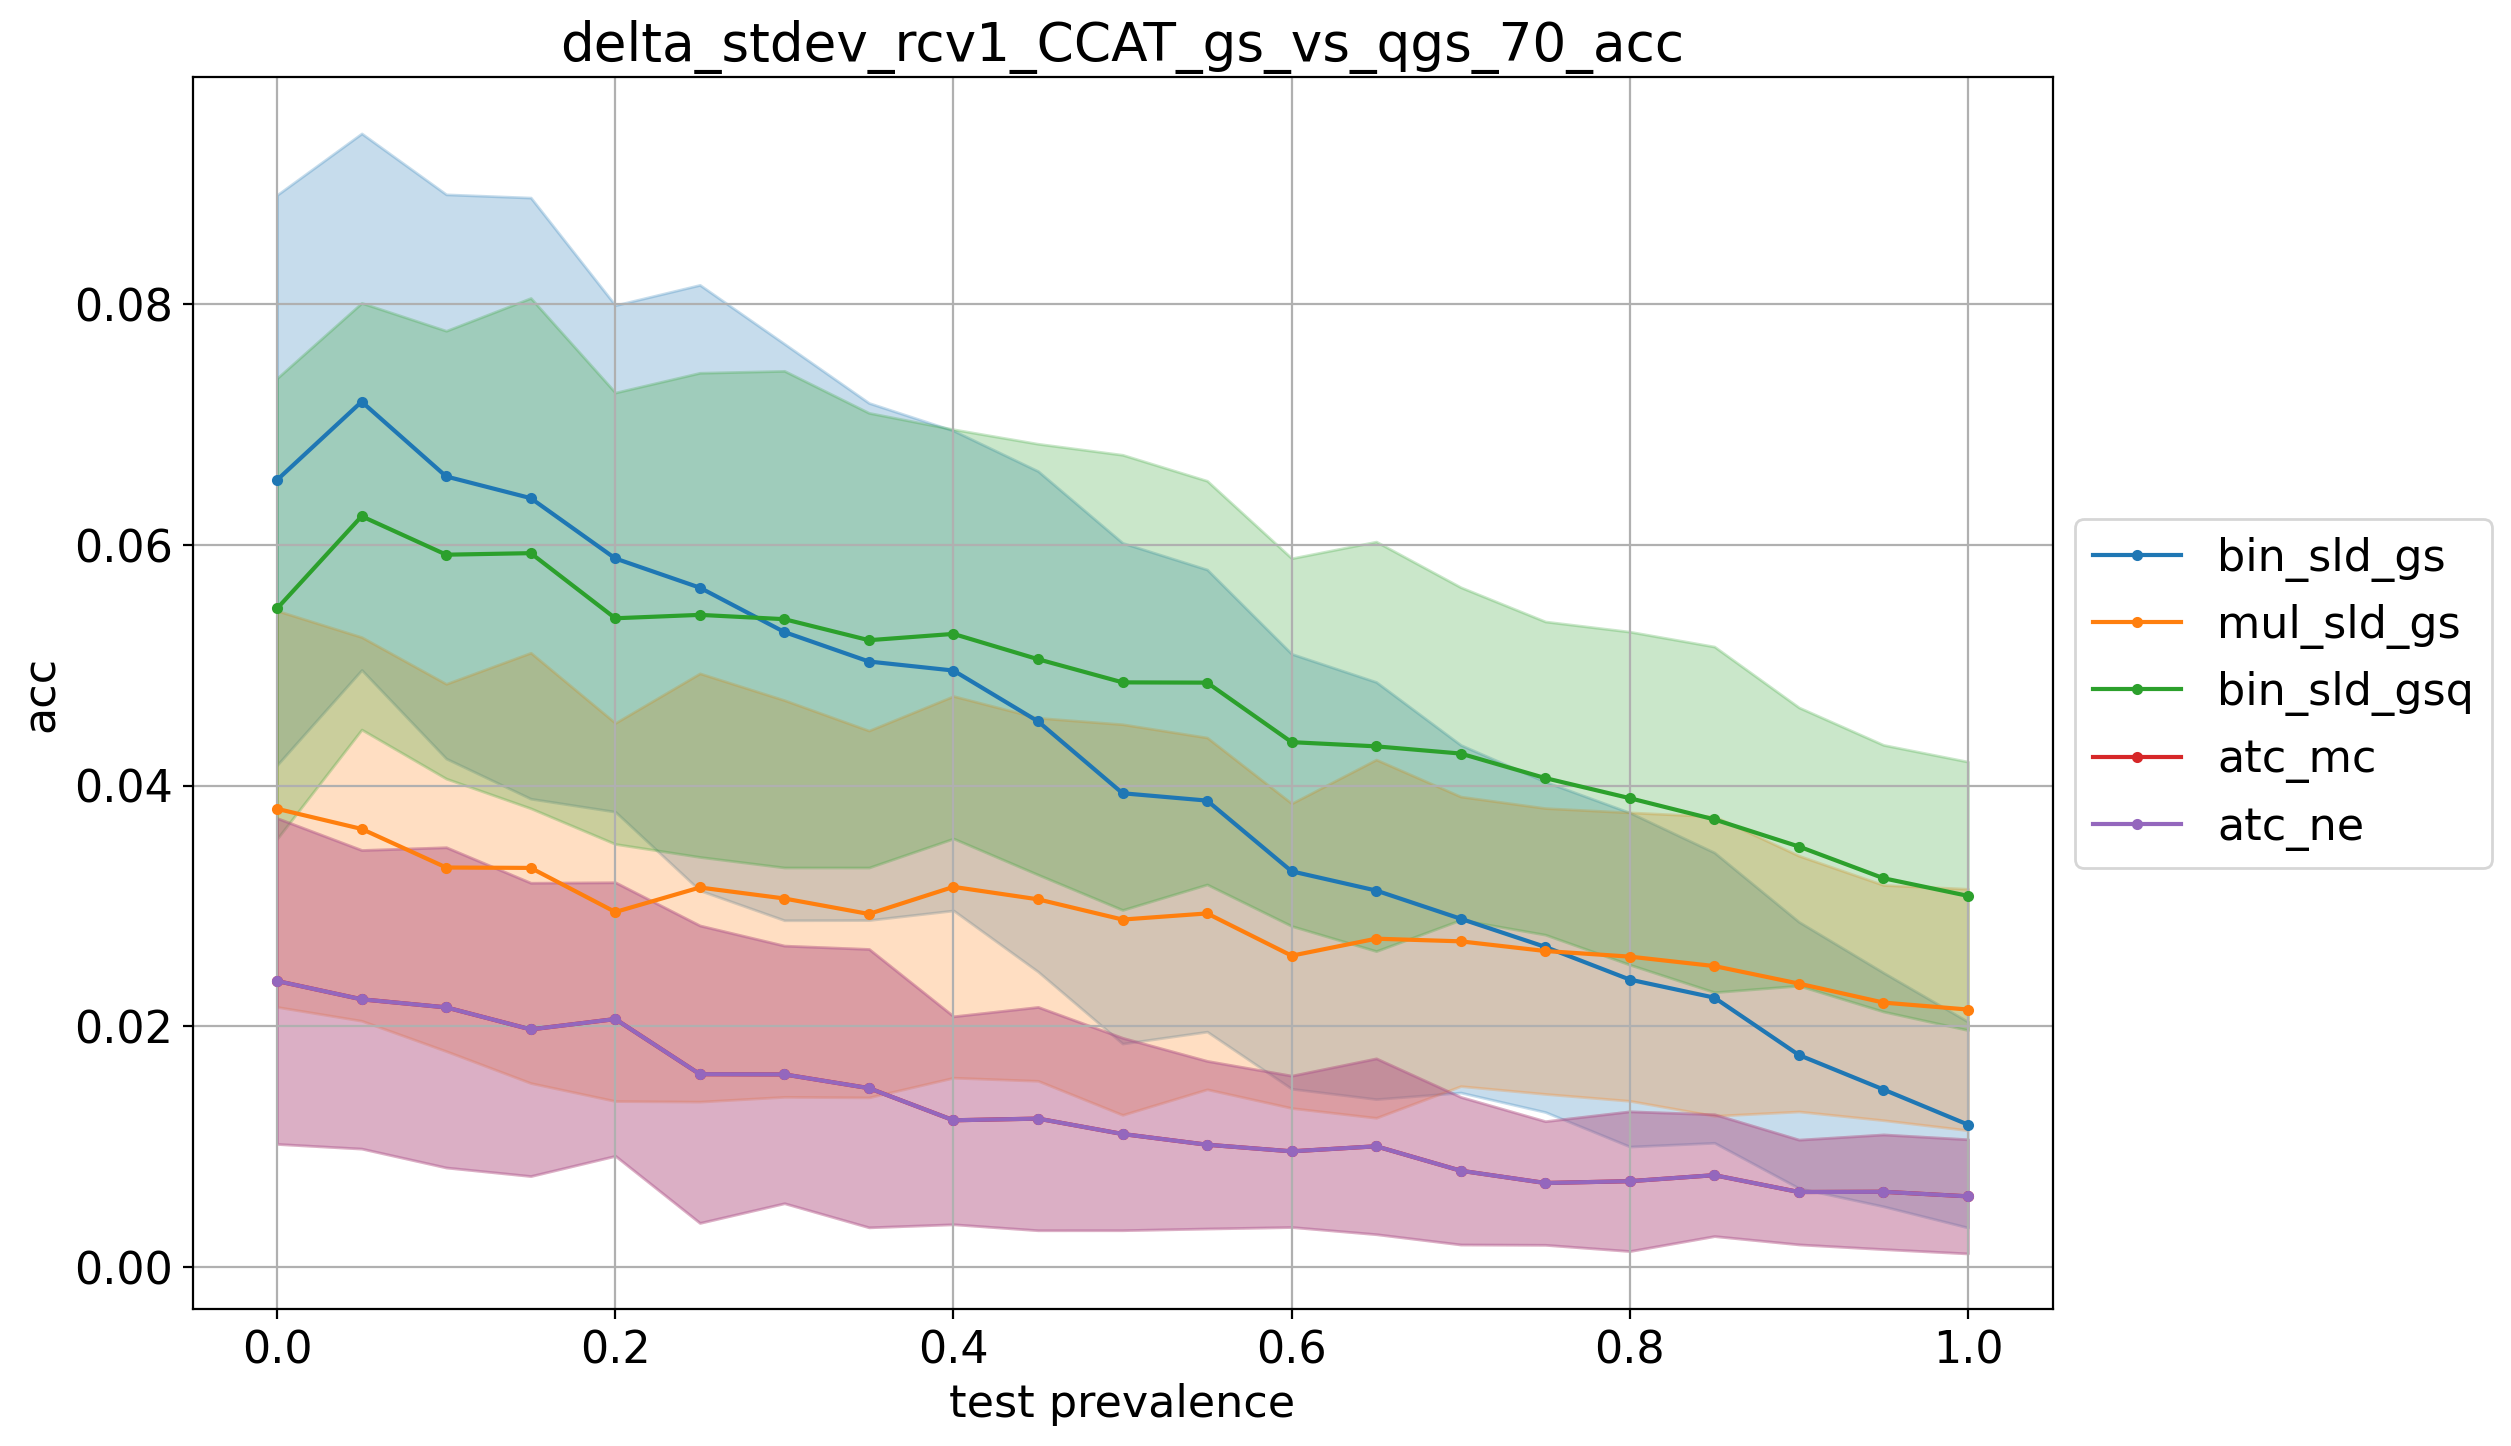 delta_stdev_rcv1_CCAT_gs_vs_qgs_70_acc
acc
0.08
0.06
0.04
0.02
0.00
0.0 0.2 0.4 0.6 0.8 1.0
test prevalence
bin_sld_gs
mul_sld_gs
bin_sld_gsq
atc_mc
atc_ne